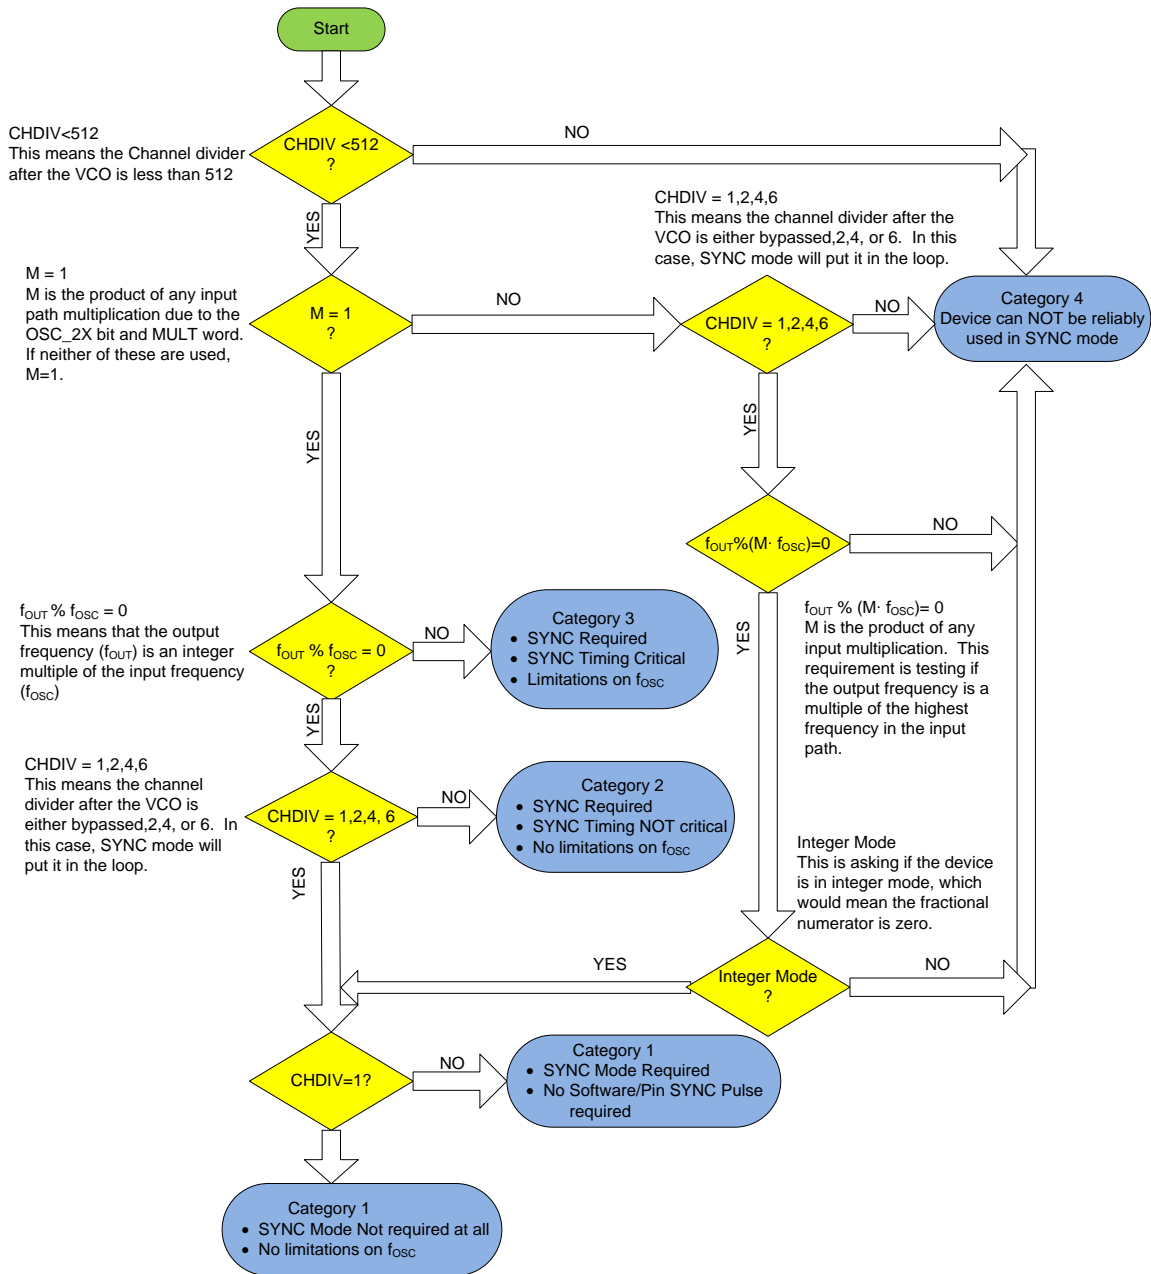 Start
CHDIV<512
This means the Channel divider
after the VCO is less than 512
CHDIV <512
?
NO
YES
CHDIV = 1,2,4,6
This means the channel divider after the
VCO is either bypassed,2,4, or 6. In this
case, SYNC mode will put it in the loop.
M = 1
M is the product of any input
path multiplication due to the
OSC_2X bit and MULT word.
If neither of these are used,
M=1.
M = 1
?
NO
CHDIV = 1,2,4,6
?
NO
Category 4
Device can NOT be reliably
used in SYNC mode
YES
YES
fOUT%(M· fOSC)=0
NO
fOUT % fOSC = 0
This means that the output
frequency (fOUT) is an integer
multiple of the input frequency
(fOSC)
fOUT % fOSC = 0
?
NO
Category 3
• SYNC Required
• SYNC Timing Critical
• Limitations on fOSC
YES
fOUT % (M· fOSC)= 0
M is the product of any
input multiplication. This
requirement is testing if
the output frequency is a
multiple of the highest
frequency in the input
path.
YES
CHDIV = 1,2,4,6
This means the channel
divider after the VCO is
either bypassed,2,4, or 6. In
this case, SYNC mode will
put it in the loop.
CHDIV = 1,2,4, 6
?
NO
Category 2
• SYNC Required
• SYNC Timing NOT critical
• No limitations on fOSC
YES
Integer Mode
This is asking if the device
is in integer mode, which
would mean the fractional
numerator is zero.
Integer Mode
?
YES
NO
CHDIV=1?
NO
Category 1
• SYNC Mode Required
• No Software/Pin SYNC Pulse
required
Category 1
• SYNC Mode Not required at all
• No limitations on fOSC